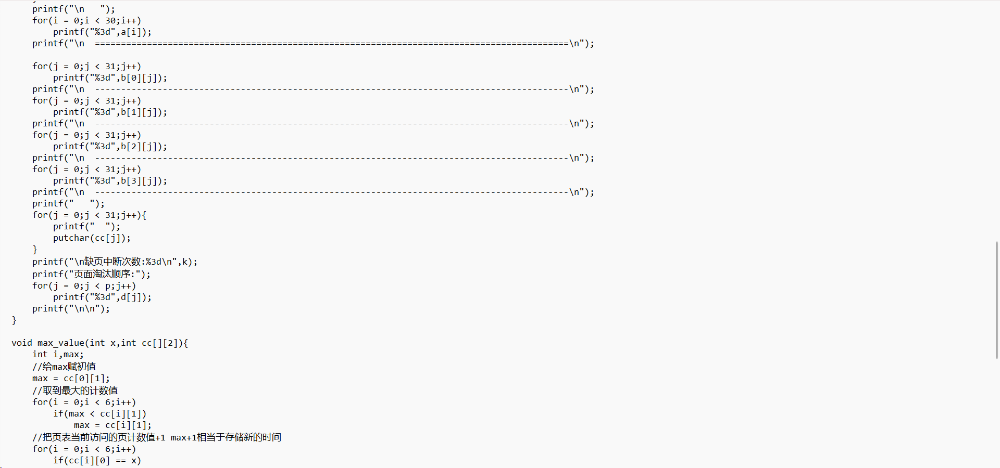 printf("\n   ");
    for(i = 0;i < 30;i++)
        printf("%3d",a[i]);
    printf("\n  ===========================================================================================\n");

    for(j = 0;j < 31;j++)
        printf("%3d",b[0][j]);
    printf("\n  -------------------------------------------------------------------------------------------\n");
    for(j = 0;j < 31;j++)
        printf("%3d",b[1][j]);
    printf("\n  -------------------------------------------------------------------------------------------\n");
    for(j = 0;j < 31;j++)
        printf("%3d",b[2][j]);
    printf("\n  -------------------------------------------------------------------------------------------\n");
    for(j = 0;j < 31;j++)
        printf("%3d",b[3][j]);
    printf("\n  -------------------------------------------------------------------------------------------\n");
    printf("   ");
    for(j = 0;j < 31;j++){
        printf("  ");
        putchar(cc[j]);
    }
    printf("\n缺页中断次数:%3d\n",k);
    printf("页面淘汰顺序:");
    for(j = 0;j < p;j++)
        printf("%3d",d[j]);
    printf("\n\n");
}

void max_value(int x,int cc[][2]){
    int i,max;
    //给max赋初值
    max = cc[0][1];
    //取到最大的计数值
    for(i = 0;i < 6;i++)
        if(max < cc[i][1])
            max = cc[i][1];
    //把页表当前访问的页计数值+1 max+1相当于存储新的时间
    for(i = 0;i < 6;i++)
        if(cc[i][0] == x)